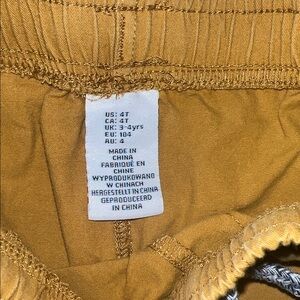 US: 4T
CA: 4T
UK: 3-4yrs
EU: 104
AU: 4
MADE IN
CHINA
FABRIQUÉ EN
CHINE
WYPRODUKOWANO
W CHINACH
HERGESTELLT IN CHINA
GEPRODUCEERD
IN CHINA